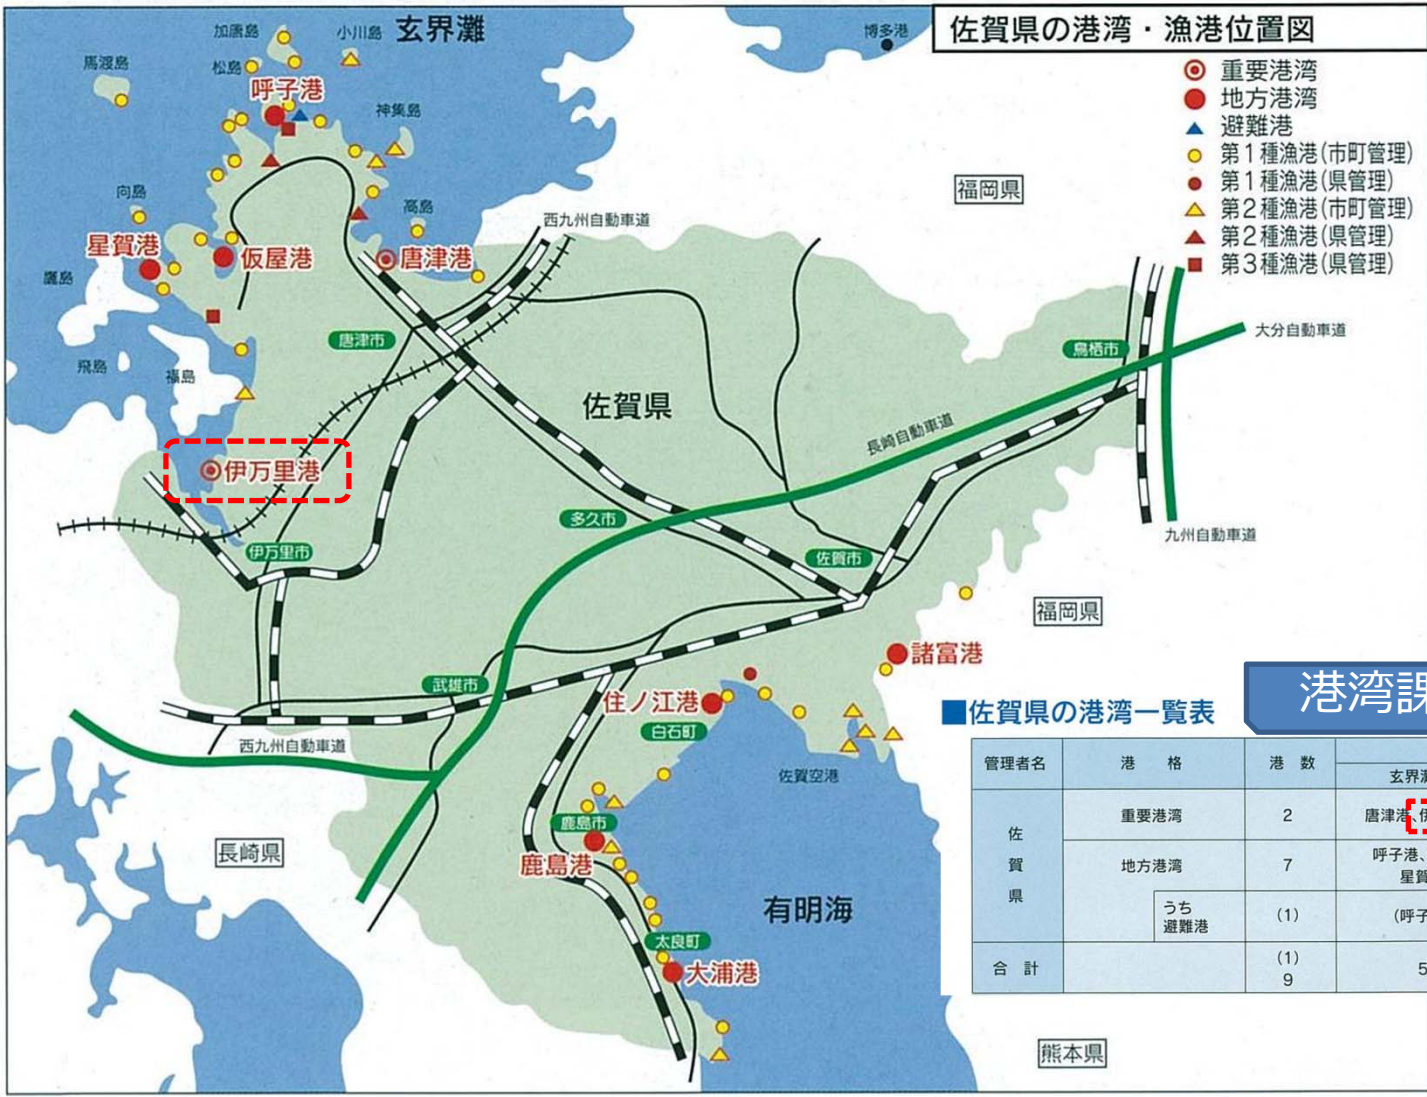 佐賀県の港湾・漁港位置図
重要港湾
地方港湾
避難港
第1種漁港(市町管理)
第1種漁港(県管理)
第2種漁港(市町管理)
第2種漁港(県管理)
第3種漁港(県管理)
玄界灘
博多港
加唐島
小川島
馬渡島
松島
呼子港
神集島
向島
高島
福岡県
西九州自動車道
星賀港
仮屋港
唐津港
鷹島
唐津市
鳥栖市
大分自動車道
飛島
福島
佐賀県
長崎自動車道
伊万里港
多久市
九州自動車道
伊万里市
佐賀市
福岡県
諸富港
武雄市
住ノ江港
白石町
西九州自動車道
佐賀空港
鹿島市
鹿島港
長崎県
有明海
太良町
大浦港
熊本県
港湾課
■佐賀県の港湾一覧表
管理者名 港 格 港 数 玄界
佐賀県 重要港湾 2 唐津港、
地方港湾 7 呼子港、
星賀
うち
避難港 (1) (呼子
合 計 (1)
9 5